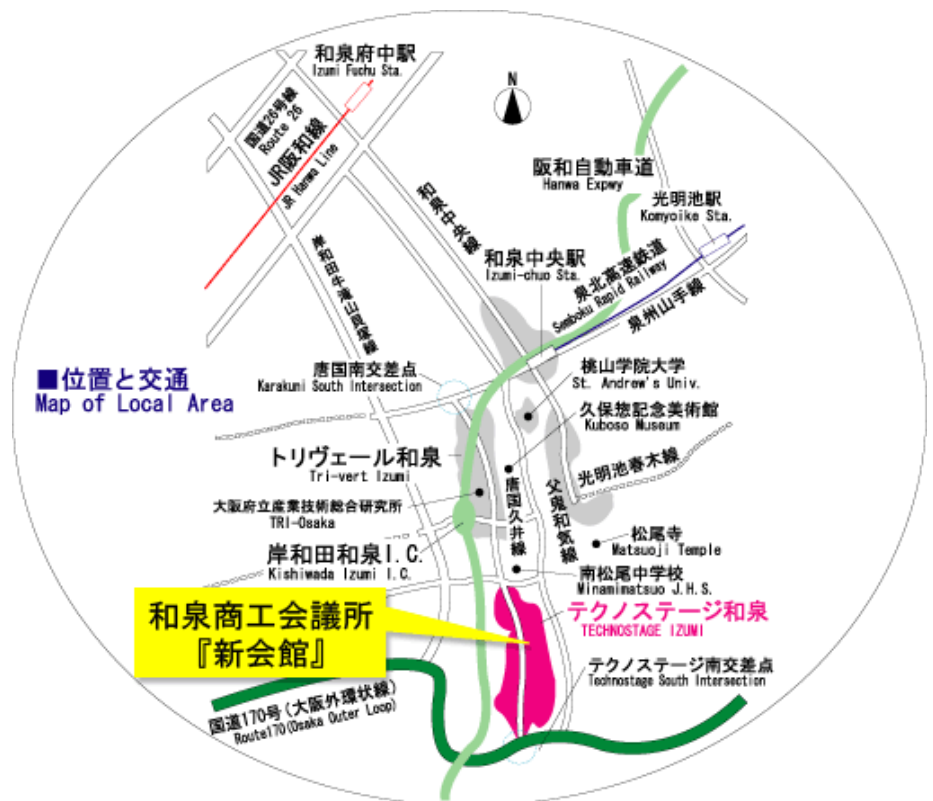 和泉府中駅
Izumi Fuchu Sta.
国道26号線
Route 26
JR阪和線
JR Hanwa Line
N
阪和自動車道
Hanwa Expwy
光明池駅
Komyoike Sta.
和泉中央線
和泉中央駅
Izumi-chuo Sta.
泉北高速鉄道
Semboku Rapid Railway
泉州山手線
岸和田牛滝山貝塚線
■位置と交通
Map of Local Area
唐国南交差点
Karakuni South Intersection
桃山学院大学
St. Andrew's Univ.
久保惣記念美術館
Kuboso Museum
トリヴェール和泉
Tri-vert Izumi
光明池春木線
大阪府立産業技術総合研究所
TRI-Osaka
唐国久井線
父鬼和気線
松尾寺
Matsuoji Temple
岸和田和泉I.C.
Kishiwada Izumi I.C.
南松尾中学校
Minamimatsuo J.H.S.
和泉商工会議所
『新会館』
テクノステージ和泉
TECHNOSTAGE IZUMI
テクノステージ南交差点
Technostage South Intersection
国道170号(大阪外環状線)
Route170(Osaka Outer Loop)